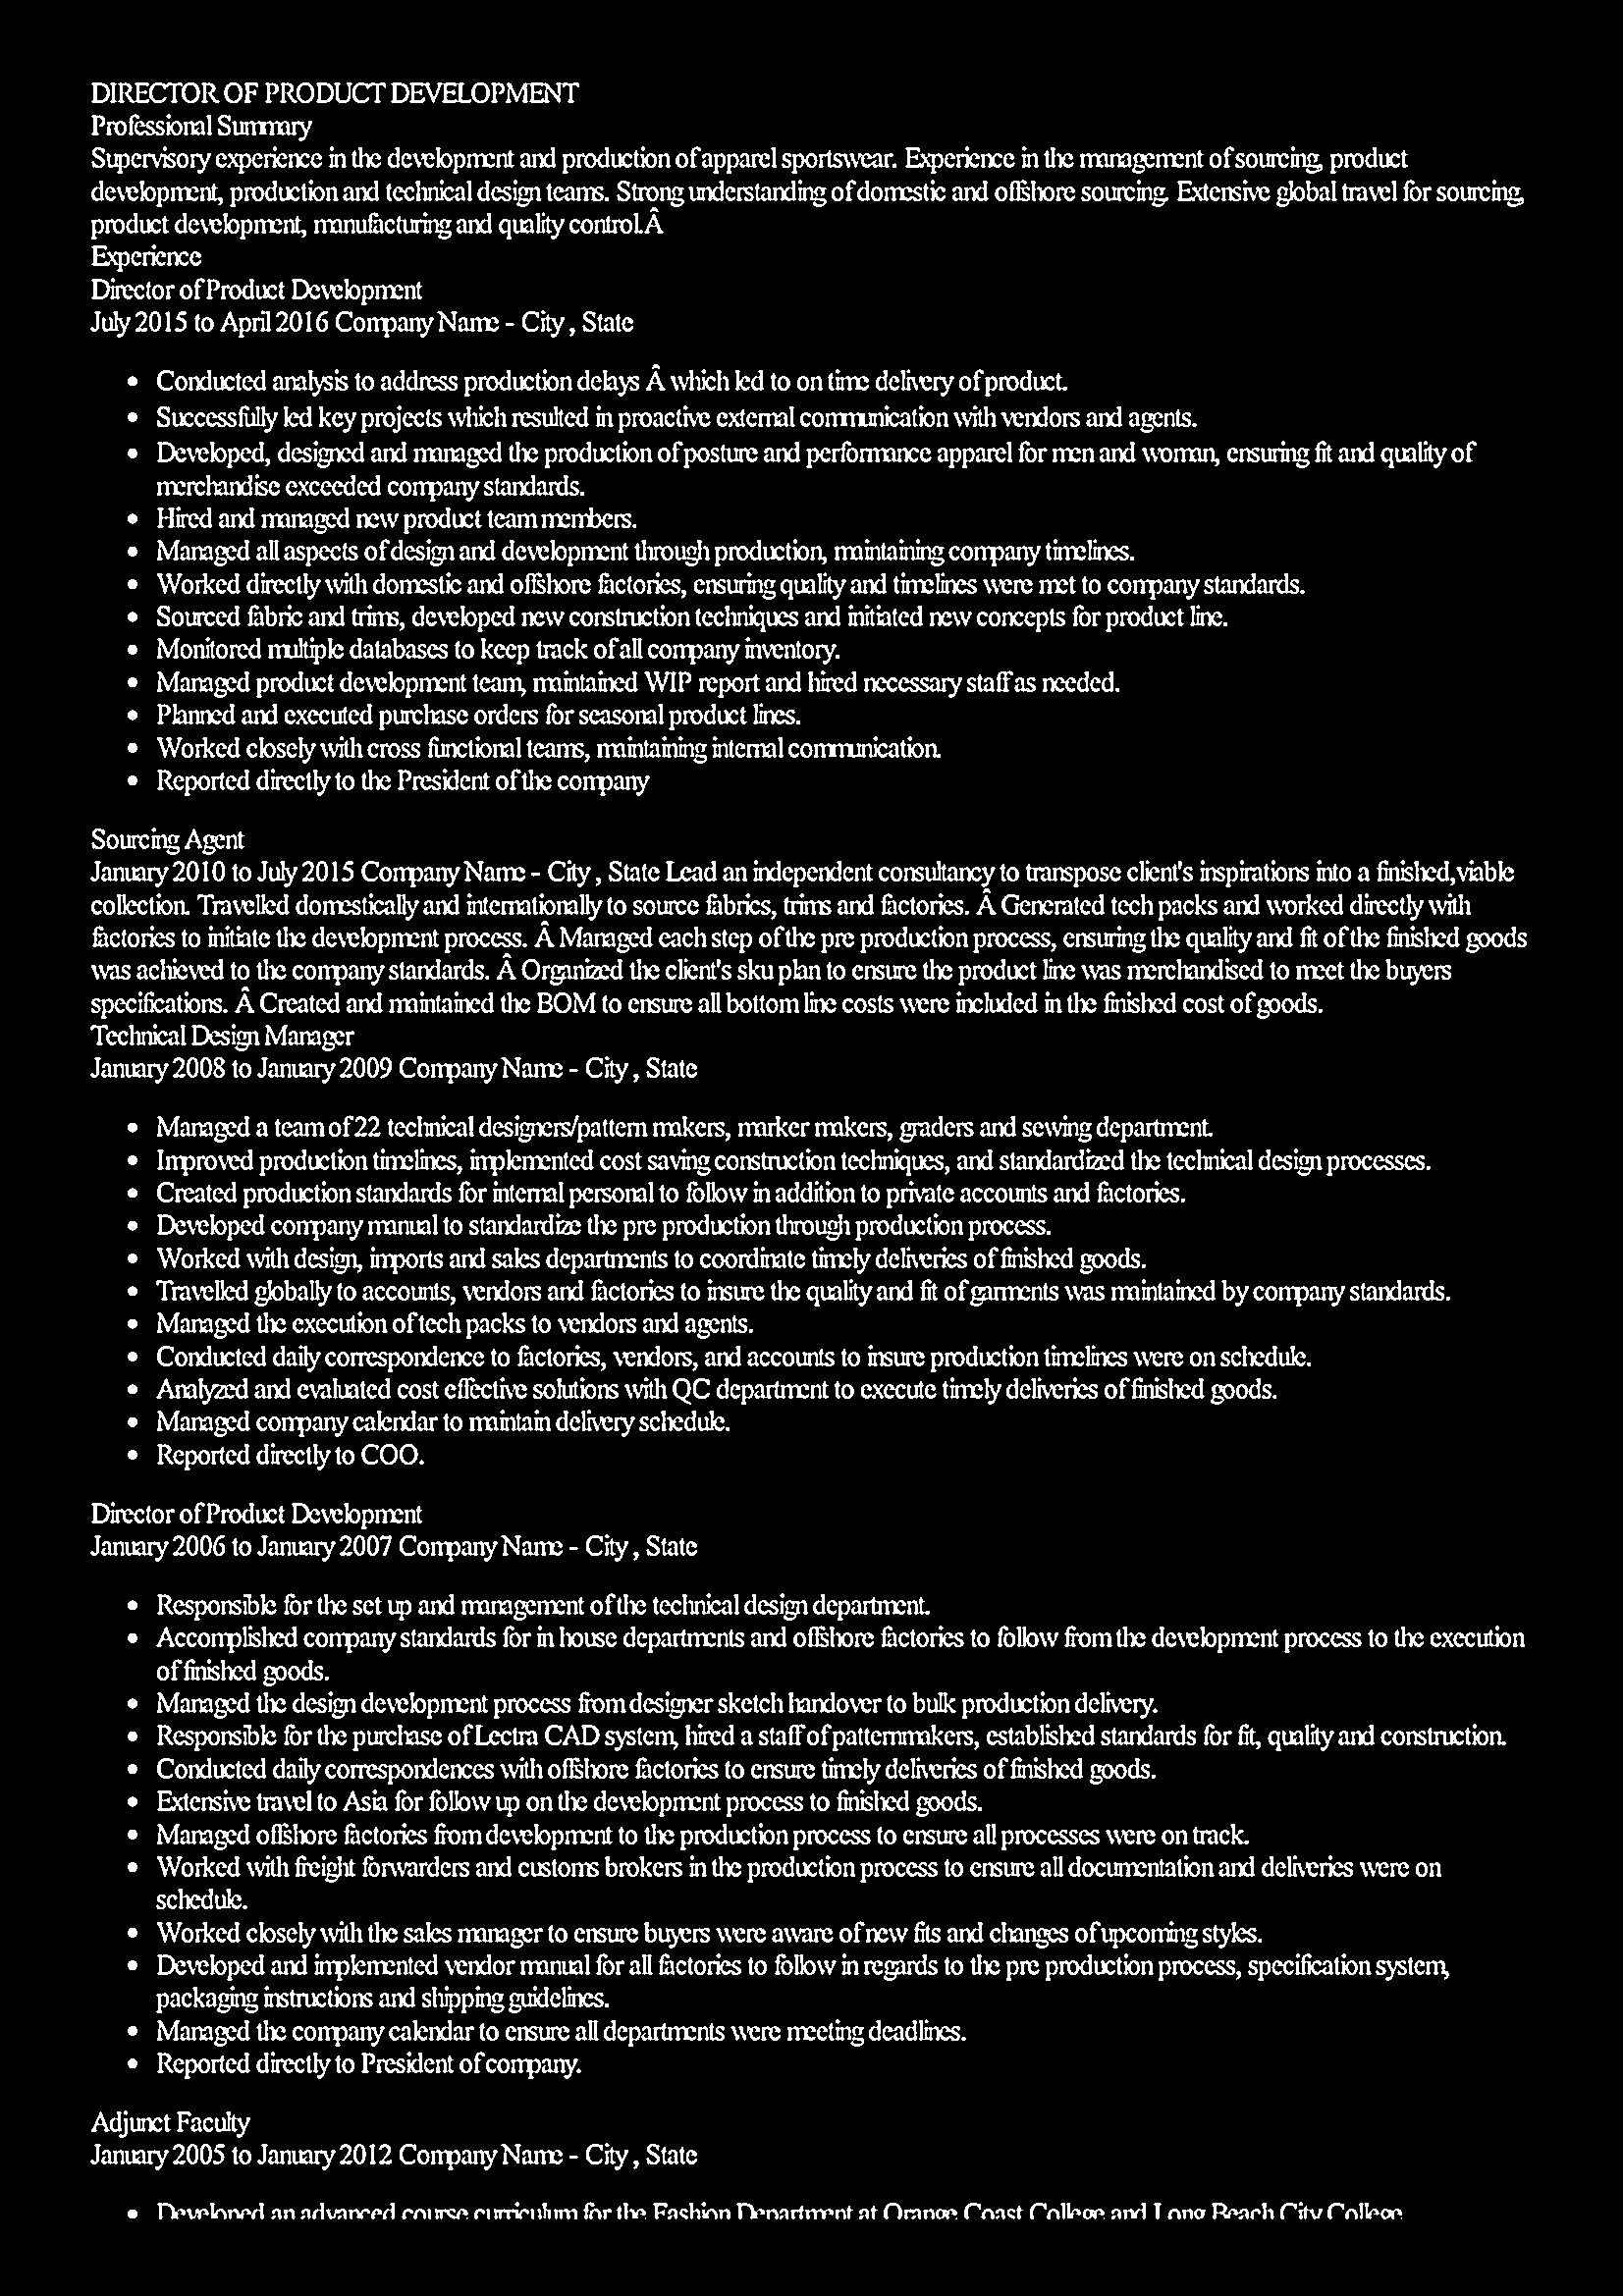 DIRECTOR OF PRODUCT DEVELOPMENT
Professional Summary
Supervisory experience in the development and production of apparel sportswear. Experience in the management of sourcing, product
development, production and technical design teams. Strong understanding of domestic and offshore sourcing. Extensive global travel for sourcing,
product development, manufacturing and quality control.Â
Experience
Director of Product Development
July 2015 to April 2016 Company Name - City , State
• Conducted analysis to address production delays Â which led to on time delivery of product.
• Successfully led key projects which resulted in proactive external communication with vendors and agents.
• Developed, designed and managed the production of posture and performance apparel for men and woman, ensuring fit and quality of
merchandise exceeded company standards.
• Hired and managed new product team members.
• Managed all aspects of design and development through production, maintaining company timelines.
• Worked directly with domestic and offshore factories, ensuring quality and timelines were met to company standards.
• Sourced fabric and trims, developed new construction techniques and initiated new concepts for product line.
• Monitored multiple databases to keep track of all company inventory.
• Managed product development team, maintained WIP report and hired necessary staff as needed.
• Planned and executed purchase orders for seasonal product lines.
• Worked closely with cross functional teams, maintaining internal communication.
• Reported directly to the President of the company
Sourcing Agent
January 2010 to July 2015 Company Name - City , State Lead an independent consultancy to transpose client's inspirations into a finished,viable
collection. Travelled domestically and internationally to source fabrics, trims and factories. Â Generated tech packs and worked directly with
factories to initiate the development process. Â Managed each step of the pre production process, ensuring the quality and fit of the finished goods
was achieved to the company standards. Â Organized the client's sku plan to ensure the product line was merchandised to meet the buyers
specifications. Â Created and maintained the BOM to ensure all bottom line costs were included in the finished cost of goods.
Technical Design Manager
January 2008 to January 2009 Company Name - City , State
• Managed a team of 22 technical designers/pattern makers, marker makers, graders and sewing department.
• Improved production timelines, implemented cost saving construction techniques, and standardized the technical design processes.
• Created production standards for internal personal to follow in addition to private accounts and factories.
• Developed company manual to standardize the pre production through production process.
• Worked with design, imports and sales departments to coordinate timely deliveries of finished goods.
• Travelled globally to accounts, vendors and factories to insure the quality and fit of garments was maintained by company standards.
• Managed the execution of tech packs to vendors and agents.
• Conducted daily correspondence to factories, vendors, and accounts to insure production timelines were on schedule.
• Analyzed and evaluated cost effective solutions with QC department to execute timely deliveries of finished goods.
• Managed company calendar to maintain delivery schedule.
• Reported directly to COO.
Director of Product Development
January 2006 to January 2007 Company Name - City , State
• Responsible for the set up and management of the technical design department.
• Accomplished company standards for in house departments and offshore factories to follow from the development process to the execution
of finished goods.
• Managed the design development process from designer sketch handover to bulk production delivery.
• Responsible for the purchase of Lectra CAD system, hired a staff of patternmakers, established standards for fit, quality and construction.
• Conducted daily correspondences with offshore factories to ensure timely deliveries of finished goods.
• Extensive travel to Asia for follow up on the development process to finished goods.
• Managed offshore factories from development to the production process to ensure all processes were on track.
• Worked with freight forwarders and customs brokers in the production process to ensure all documentation and deliveries were on
schedule.
• Worked closely with the sales manager to ensure buyers were aware of new fits and changes of upcoming styles.
• Developed and implemented vendor manual for all factories to follow in regards to the pre production process, specification system,
packaging instructions and shipping guidelines.
• Managed the company calendar to ensure all departments were meeting deadlines.
• Reported directly to President of company.
Adjunct Faculty
January 2005 to January 2012 Company Name - City , State
• Developed an advanced course curriculum for the Fashion Department at Orange Coast College and Long Beach City College